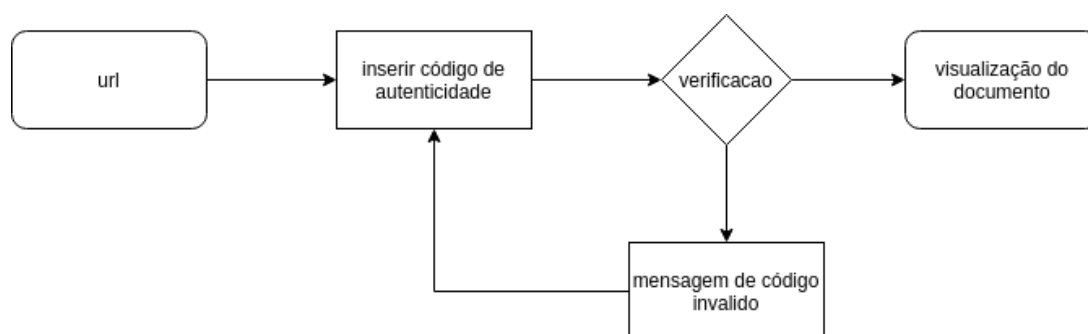 url
inserir código de
autenticidade
verificacao
visualização do
documento
mensagem de código
invalido